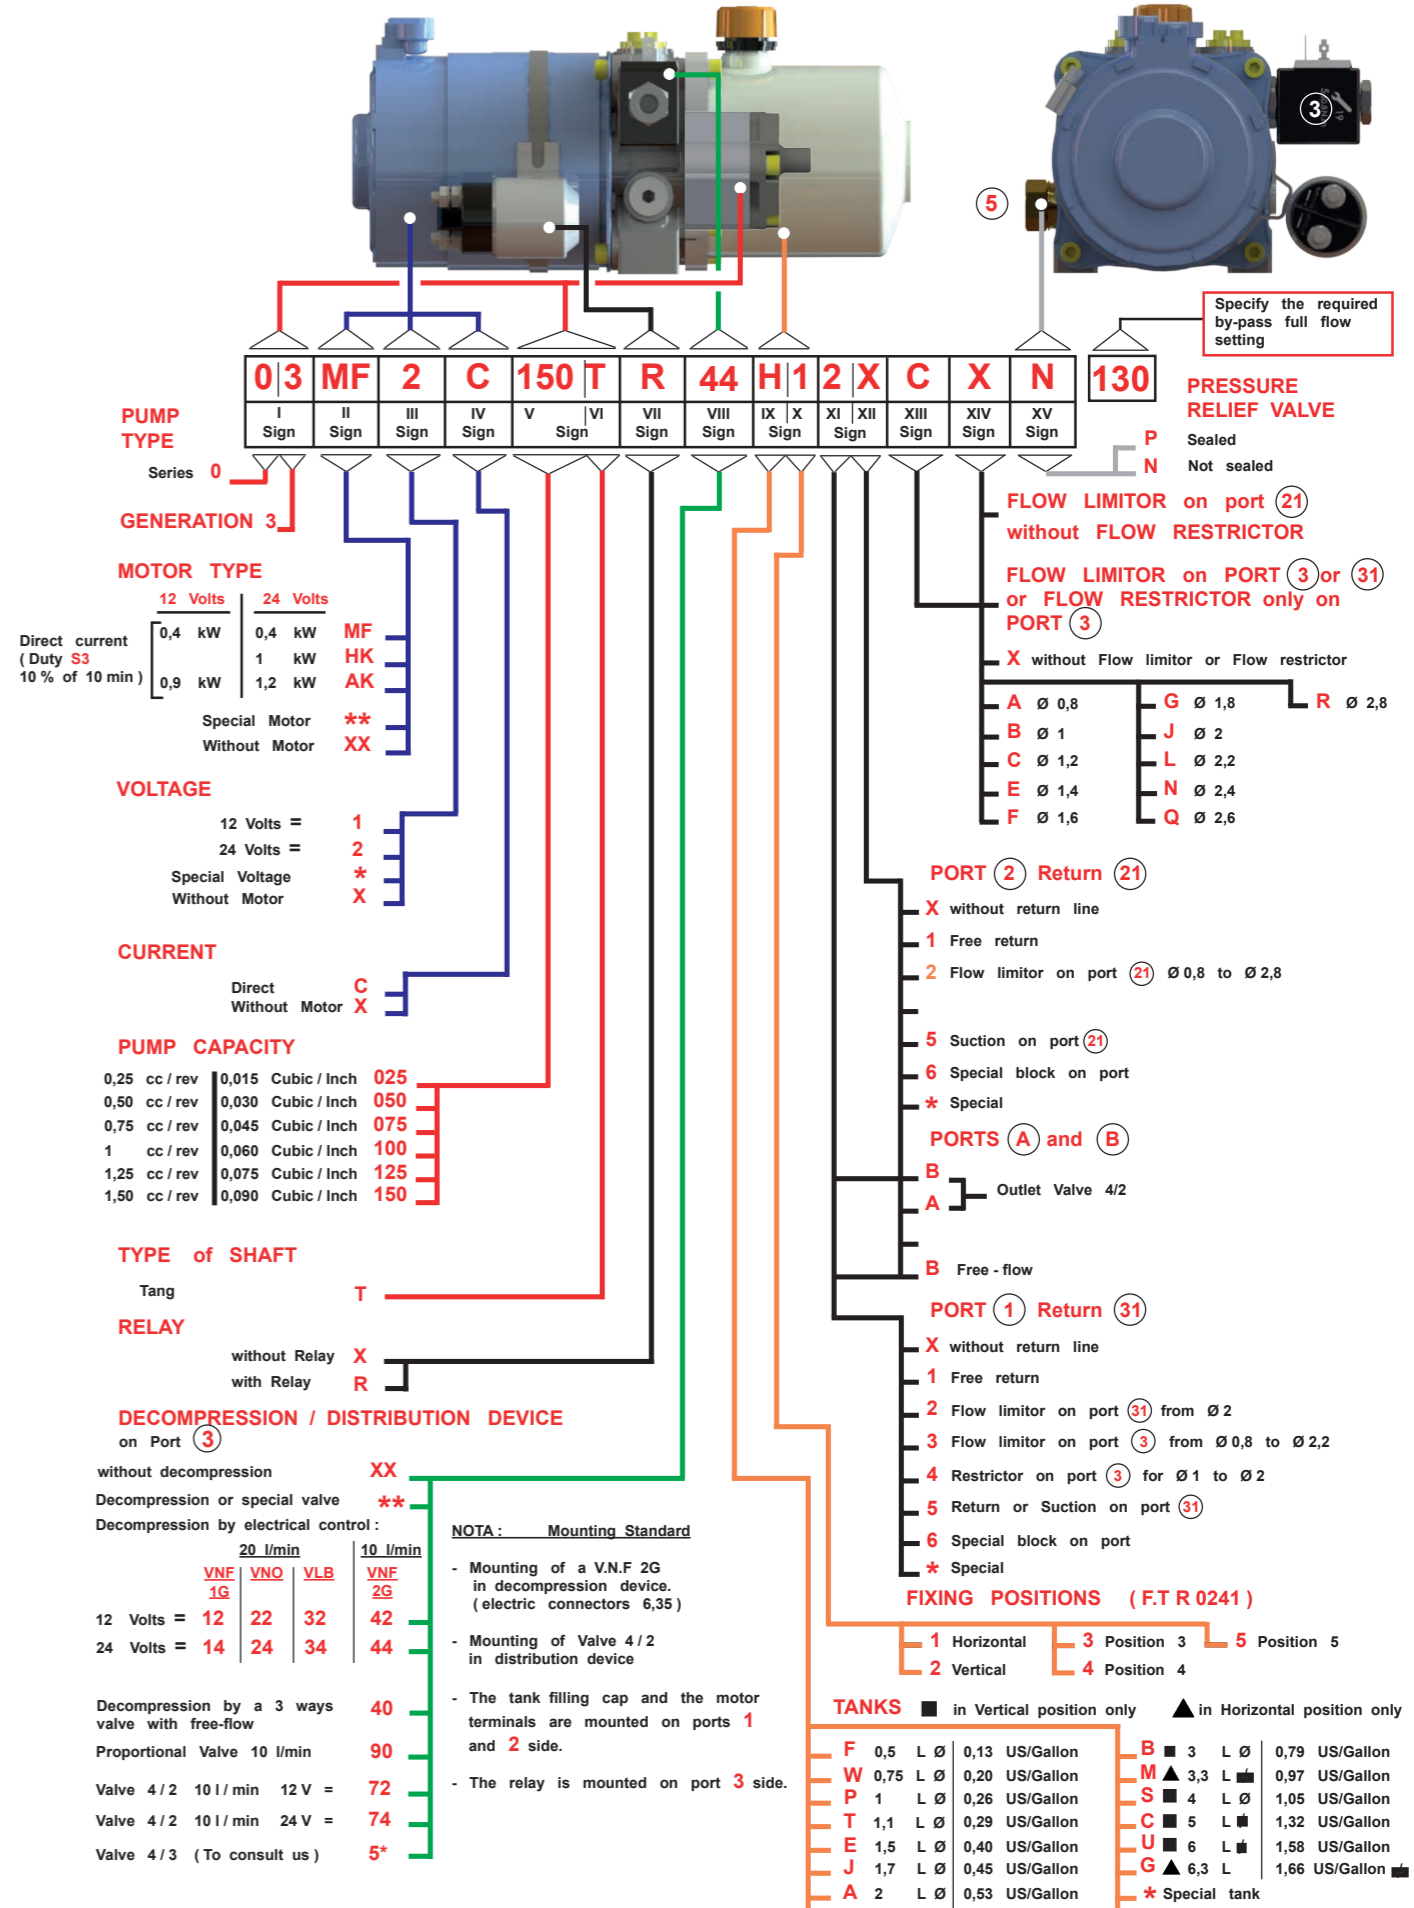 3
5
Specify the required
by-pass full flow
setting
0 3 MF 2 C 150 T R 44 H 1 2 X C X N 130
I II III IV V VI VII VIII IX X XI XII XIII XIV XV
Sign Sign Sign Sign Sign Sign Sign Sign Sign Sign Sign Sign
PUMP
TYPE
Series 0
GENERATION 3
MOTOR TYPE
12 Volts 24 Volts
Direct current
( Duty S3
10 % of 10 min )
0,4 kW 0,4 kW MF
1 kW HK
0,9 kW 1,2 kW AK
Special Motor **
Without Motor XX
VOLTAGE
12 Volts = 1
24 Volts = 2
Special Voltage *
Without Motor X
CURRENT
Direct C
Without Motor X
PUMP CAPACITY
0,25 cc / rev 0,015 Cubic / Inch 025
0,50 cc / rev 0,030 Cubic / Inch 050
0,75 cc / rev 0,045 Cubic / Inch 075
1 cc / rev 0,060 Cubic / Inch 100
1,25 cc / rev 0,075 Cubic / Inch 125
1,50 cc / rev 0,090 Cubic / Inch 150
TYPE of SHAFT
Tang T
RELAY
without Relay X
with Relay R
DECOMPRESSION / DISTRIBUTION DEVICE
on Port 3
without decompression XX
Decompression or special valve **
Decompression by electrical control :
20 l/min 10 l/min
VNF 1G VNO VLB VNF 2G
12 Volts = 12 22 32 42
24 Volts = 14 24 34 44
Decompression by a 3 ways
valve with free-flow 40
Proportional Valve 10 l/min 90
Valve 4 / 2 10 l / min 12 V = 72
Valve 4 / 2 10 l / min 24 V = 74
Valve 4 / 3 ( To consult us ) 5*
NOTA : Mounting Standard
- Mounting of a V.N.F 2G
in decompression device.
( electric connectors 6,35 )
- Mounting of Valve 4 / 2
in distribution device
- The tank filling cap and the motor
terminals are mounted on ports 1
and 2 side.
- The relay is mounted on port 3 side.
PRESSURE
RELIEF VALVE
P Sealed
N Not sealed
FLOW LIMITOR on port 21
without FLOW RESTRICTOR
FLOW LIMITOR on PORT 3 or 31
or FLOW RESTRICTOR only on
PORT 3
X without Flow limitor or Flow restrictor
A Ø 0,8 G Ø 1,8 R Ø 2,8
B Ø 1 J Ø 2
C Ø 1,2 L Ø 2,2
E Ø 1,4 N Ø 2,4
F Ø 1,6 Q Ø 2,6
PORT 2 Return 21
X without return line
1 Free return
2 Flow limitor on port 21 Ø 0,8 to Ø 2,8
5 Suction on port 21
6 Special block on port
* Special
PORTS A and B
B
A Outlet Valve 4/2
B Free - flow
PORT 1 Return 31
X without return line
1 Free return
2 Flow limitor on port 31 from Ø 2
3 Flow limitor on port 3 from Ø 0,8 to Ø 2,2
4 Restrictor on port 3 for Ø 1 to Ø 2
5 Return or Suction on port 31
6 Special block on port
* Special
FIXING POSITIONS ( F.T R 0241 )
1 Horizontal 3 Position 3 5 Position 5
2 Vertical 4 Position 4
TANKS ■ in Vertical position only ▲ in Horizontal position only
F 0,5 L Ø 0,13 US/Gallon B ■ 3 L Ø 0,79 US/Gallon
W 0,75 L Ø 0,20 US/Gallon M ▲ 3,3 L 0,97 US/Gallon
P 1 L Ø 0,26 US/Gallon S ■ 4 L Ø 1,05 US/Gallon
T 1,1 L Ø 0,29 US/Gallon C ■ 5 L 1,32 US/Gallon
E 1,5 L Ø 0,40 US/Gallon U ■ 6 L 1,58 US/Gallon
J 1,7 L Ø 0,45 US/Gallon G ▲ 6,3 L 1,66 US/Gallon
A 2 L Ø 0,53 US/Gallon * Special tank